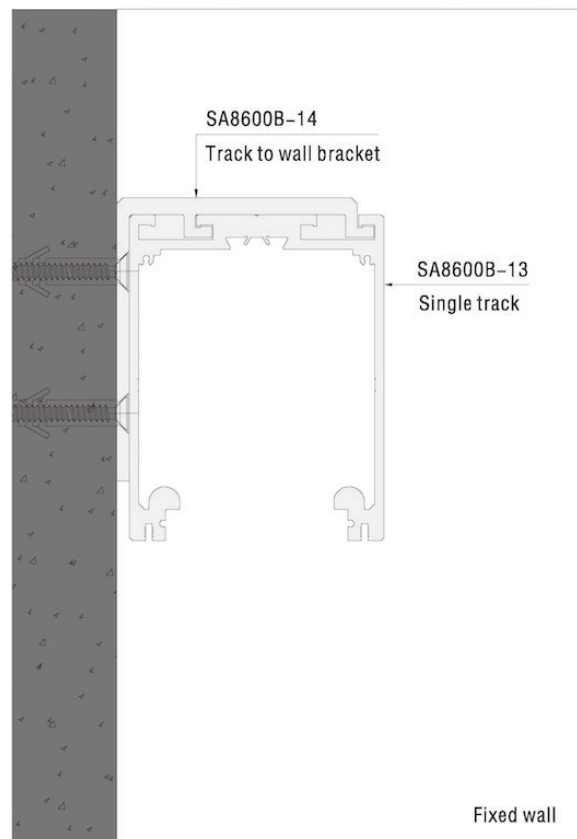 SA8600B-14
Track to wall bracket
SA8600B-13
Single track
Fixed wall